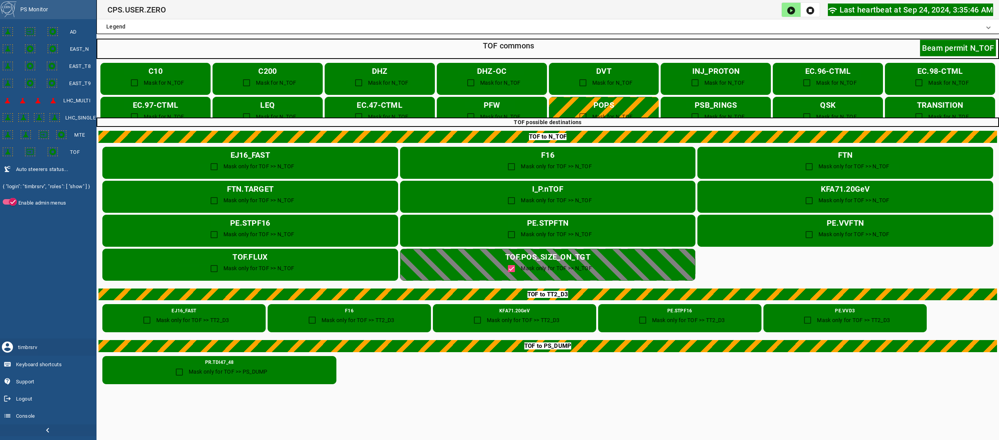 CERN
PS Monitor
CPS.USER.ZERO
Last heartbeat at Sep 24, 2024, 3:35:46 AM
Legend
AD
EAST_N
EAST_T8
EAST_T9
LHC_MULTI
LHC_SINGLE
MTE
TOF
Auto steerers status...
{ "login": "timbrsrv", "roles": [ "show" ] }
Enable admin menus
timbrsrv
Keyboard shortcuts
Support
Logout
Console
TOF commons
Beam permit N_TOF
C10 C200 DHZ DHZ-OC DVT INJ_PROTON EC.96-CTML EC.98-CTML
Mask for N_TOF Mask for N_TOF Mask for N_TOF Mask for N_TOF Mask for N_TOF Mask for N_TOF Mask for N_TOF Mask for N_TOF
EC.97-CTML LEQ EC.47-CTML PFW POPS PSB_RINGS QSK TRANSITION
Mask for N_TOF Mask for N_TOF Mask for N_TOF Mask for N_TOF Mask for N_TOF Mask for N_TOF Mask for N_TOF Mask for N_TOF
TOF possible destinations
TOF to N_TOF
EJ16_FAST F16 FTN
Mask only for TOF >> N_TOF Mask only for TOF >> N_TOF Mask only for TOF >> N_TOF
FTN.TARGET I_P.nTOF KFA71.20GeV
Mask only for TOF >> N_TOF Mask only for TOF >> N_TOF Mask only for TOF >> N_TOF
PE.STPF16 PE.STPFTN PE.VVFTN
Mask only for TOF >> N_TOF Mask only for TOF >> N_TOF Mask only for TOF >> N_TOF
TOF.FLUX TOF.POS_SIZE_ON_TGT
Mask only for TOF >> N_TOF Mask only for TOF >> N_TOF
TOF to TT2_D3
EJ16_FAST F16 KFA71.20GeV PE.STPF16 PE.VVD3
Mask only for TOF >> TT2_D3 Mask only for TOF >> TT2_D3 Mask only for TOF >> TT2_D3 Mask only for TOF >> TT2_D3 Mask only for TOF >> TT2_D3
TOF to PS_DUMP
PR.TDI47_48
Mask only for TOF >> PS_DUMP